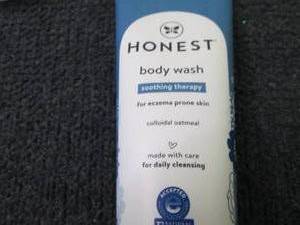 HONEST
body wash
soothing therapy
for eczema prone skin
colloidal oatmeal
made with care
for daily cleansing
ACCEPTED